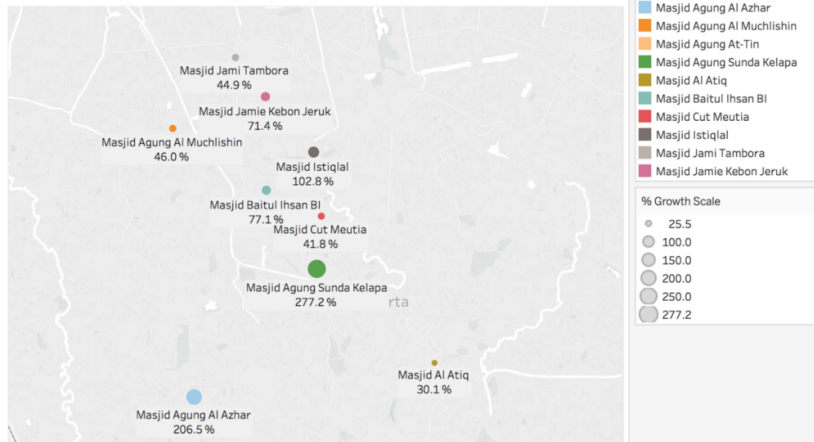 Masjid Jami Tambora
44.9 %
Masjid Jamie Kebon Jeruk
71.4 %
Masjid Agung Al Muchlishin
46.0 %
Masjid Istiqlal
102.8 %
Masjid Baitul Ihsan BI
77.1 %
Masjid Cut Meutia
41.8 %
Masjid Agung Sunda Kelapa
277.2 %
rta
Masjid Al Atiq
30.1 %
Masjid Agung Al Azhar
206.5 %
Masjid Agung Al Azhar
Masjid Agung Al Muchlishin
Masjid Agung At-Tin
Masjid Agung Sunda Kelapa
Masjid Al Atiq
Masjid Baitul Ihsan BI
Masjid Cut Meutia
Masjid Istiqlal
Masjid Jami Tambora
Masjid Jamie Kebon Jeruk
% Growth Scale
25.5
100.0
150.0
200.0
250.0
277.2